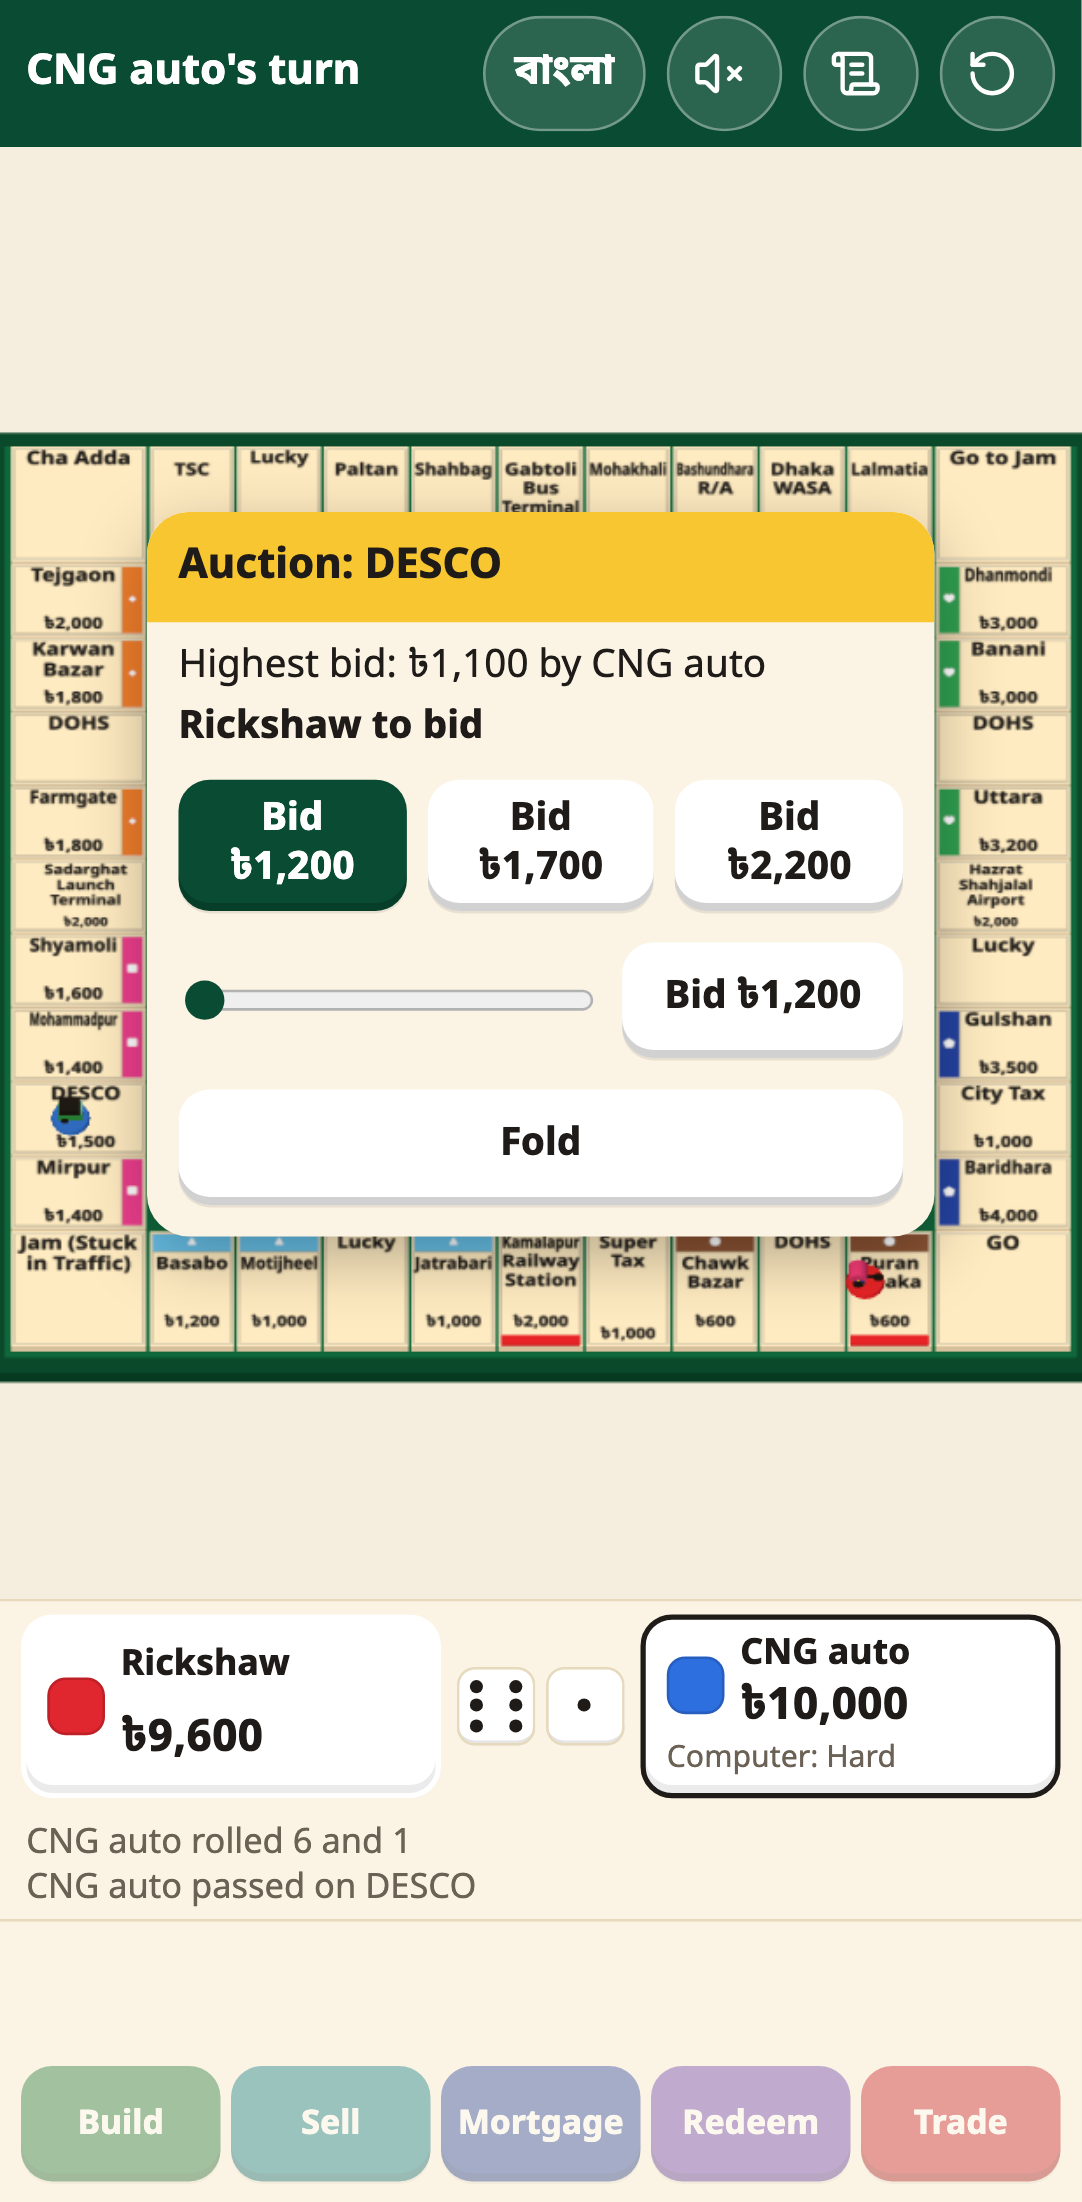 CNG auto's turn
বাংলা
Cha Adda
TSC
Lucky
Paltan
Shahbag
Gabtoli
Bus
Terminal
Mohakhali
Bashundhara
R/A
Dhaka
WASA
Lalmatia
Go to Jam
Tejgaon
৳2,000
Karwan
Bazar
৳1,800
DOHS
Farmgate
৳1,800
Sadarghat
Launch
Terminal
৳2,000
Shyamoli
৳1,600
Mohammadpur
৳1,400
DESCO
৳1,500
Mirpur
৳1,400
Auction: DESCO
Highest bid: ৳1,100 by CNG auto
Rickshaw to bid
Bid
৳1,200
Bid
৳1,700
Bid
৳2,200
Bid ৳1,200
Fold
Dhanmondi
৳3,000
Banani
৳3,000
DOHS
Uttara
৳3,200
Hazrat
Shahjalal
Airport
৳2,000
Lucky
Gulshan
৳3,500
City Tax
৳1,000
Baridhara
৳4,000
Jam (Stuck
in Traffic)
Basabo
৳1,200
Motijheel
৳1,000
Lucky
Jatrabari
৳1,000
Kamalapur
Railway
Station
৳2,000
Super
Tax
৳1,000
Chawk
Bazar
৳600
DOHS
Puran
৳600
GO
Rickshaw
৳9,600
CNG auto
৳10,000
Computer: Hard
CNG auto rolled 6 and 1
CNG auto passed on DESCO
Build
Sell
Mortgage
Redeem
Trade